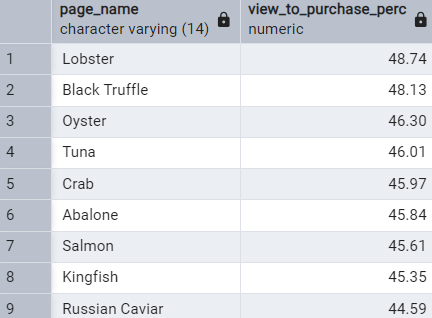 page_name view_to_purchase_perc
character varying (14) numeric
1 Lobster 48.74
2 Black Truffle 48.13
3 Oyster 46.30
4 Tuna 46.01
5 Crab 45.97
6 Abalone 45.84
7 Salmon 45.61
8 Kingfish 45.35
9 Russian Caviar 44.59